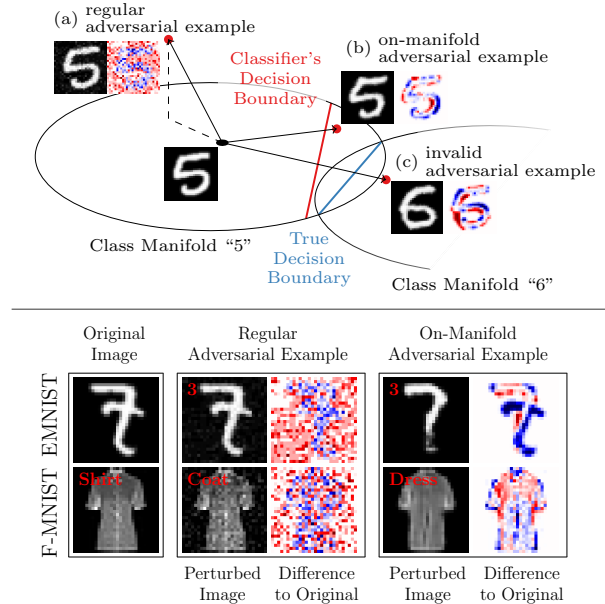 (a) regular
adversarial example
Classifier's
Decision
Boundary
(b) on-manifold
adversarial example
(c) invalid
adversarial example
Class Manifold “5”
True
Decision
Boundary
Class Manifold “6”
Original
Image
Regular
Adversarial Example
On-Manifold
Adversarial Example
EMNIST
3
3
F-MNIST
Shirt
Coat
Dress
Perturbed
Image
Difference
to Original
Perturbed
Image
Difference
to Original